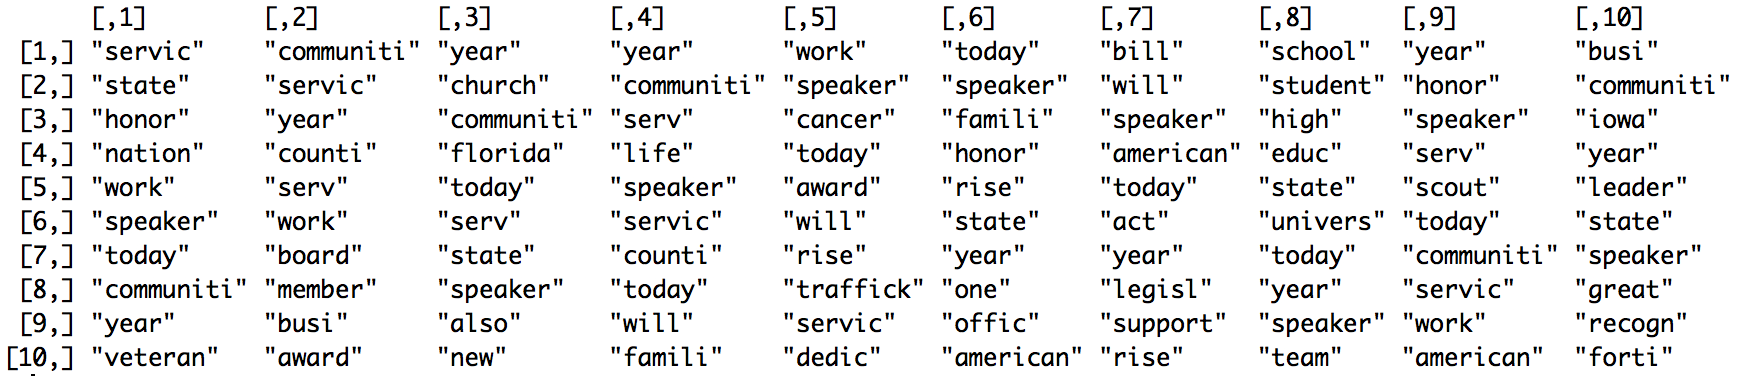 [,1] [,2] [,3] [,4] [,5] [,6] [,7] [,8] [,9] [,10]
[1,] "servic" "communiti" "year" "year" "work" "today" "bill" "school" "year" "busi"
[2,] "state" "servic" "church" "communiti" "speaker" "speaker" "will" "student" "honor" "communiti"
[3,] "honor" "year" "communiti" "serv" "cancer" "famili" "speaker" "high" "speaker" "iowa"
[4,] "nation" "counti" "florida" "life" "today" "honor" "american" "educ" "serv" "year"
[5,] "work" "serv" "today" "speaker" "award" "rise" "today" "state" "scout" "leader"
[6,] "speaker" "work" "serv" "servic" "will" "state" "act" "univers" "today" "state"
[7,] "today" "board" "state" "counti" "rise" "year" "year" "today" "communiti" "speaker"
[8,] "communiti" "member" "speaker" "today" "traffick" "one" "legisl" "year" "servic" "great"
[9,] "year" "busi" "also" "will" "servic" "offic" "support" "speaker" "work" "recogn"
[10,] "veteran" "award" "new" "famili" "dedic" "american" "rise" "team" "american" "forti"